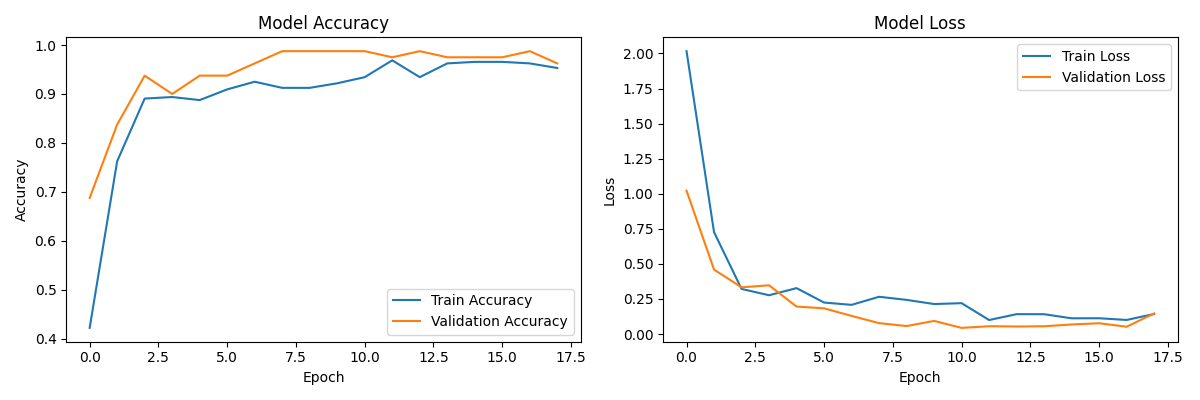 Model Accuracy
Accuracy
1.0
0.9
0.8
0.7
0.6
0.5
0.4
Train Accuracy
Validation Accuracy
0.0 2.5 5.0 7.5 10.0 12.5 15.0 17.5
Epoch
Model Loss
Loss
2.00
1.75
1.50
1.25
1.00
0.75
0.50
0.25
0.00
Train Loss
Validation Loss
0.0 2.5 5.0 7.5 10.0 12.5 15.0 17.5
Epoch